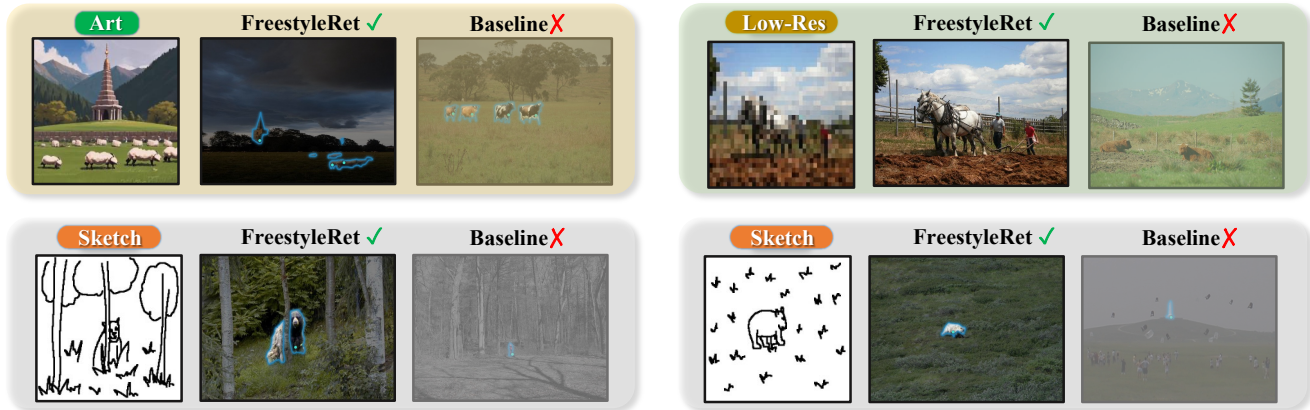 Art FreestyleRet ✓ Baseline ✗
Low-Res FreestyleRet ✓ Baseline ✗
Sketch FreestyleRet ✓ Baseline ✗
Sketch FreestyleRet ✓ Baseline ✗